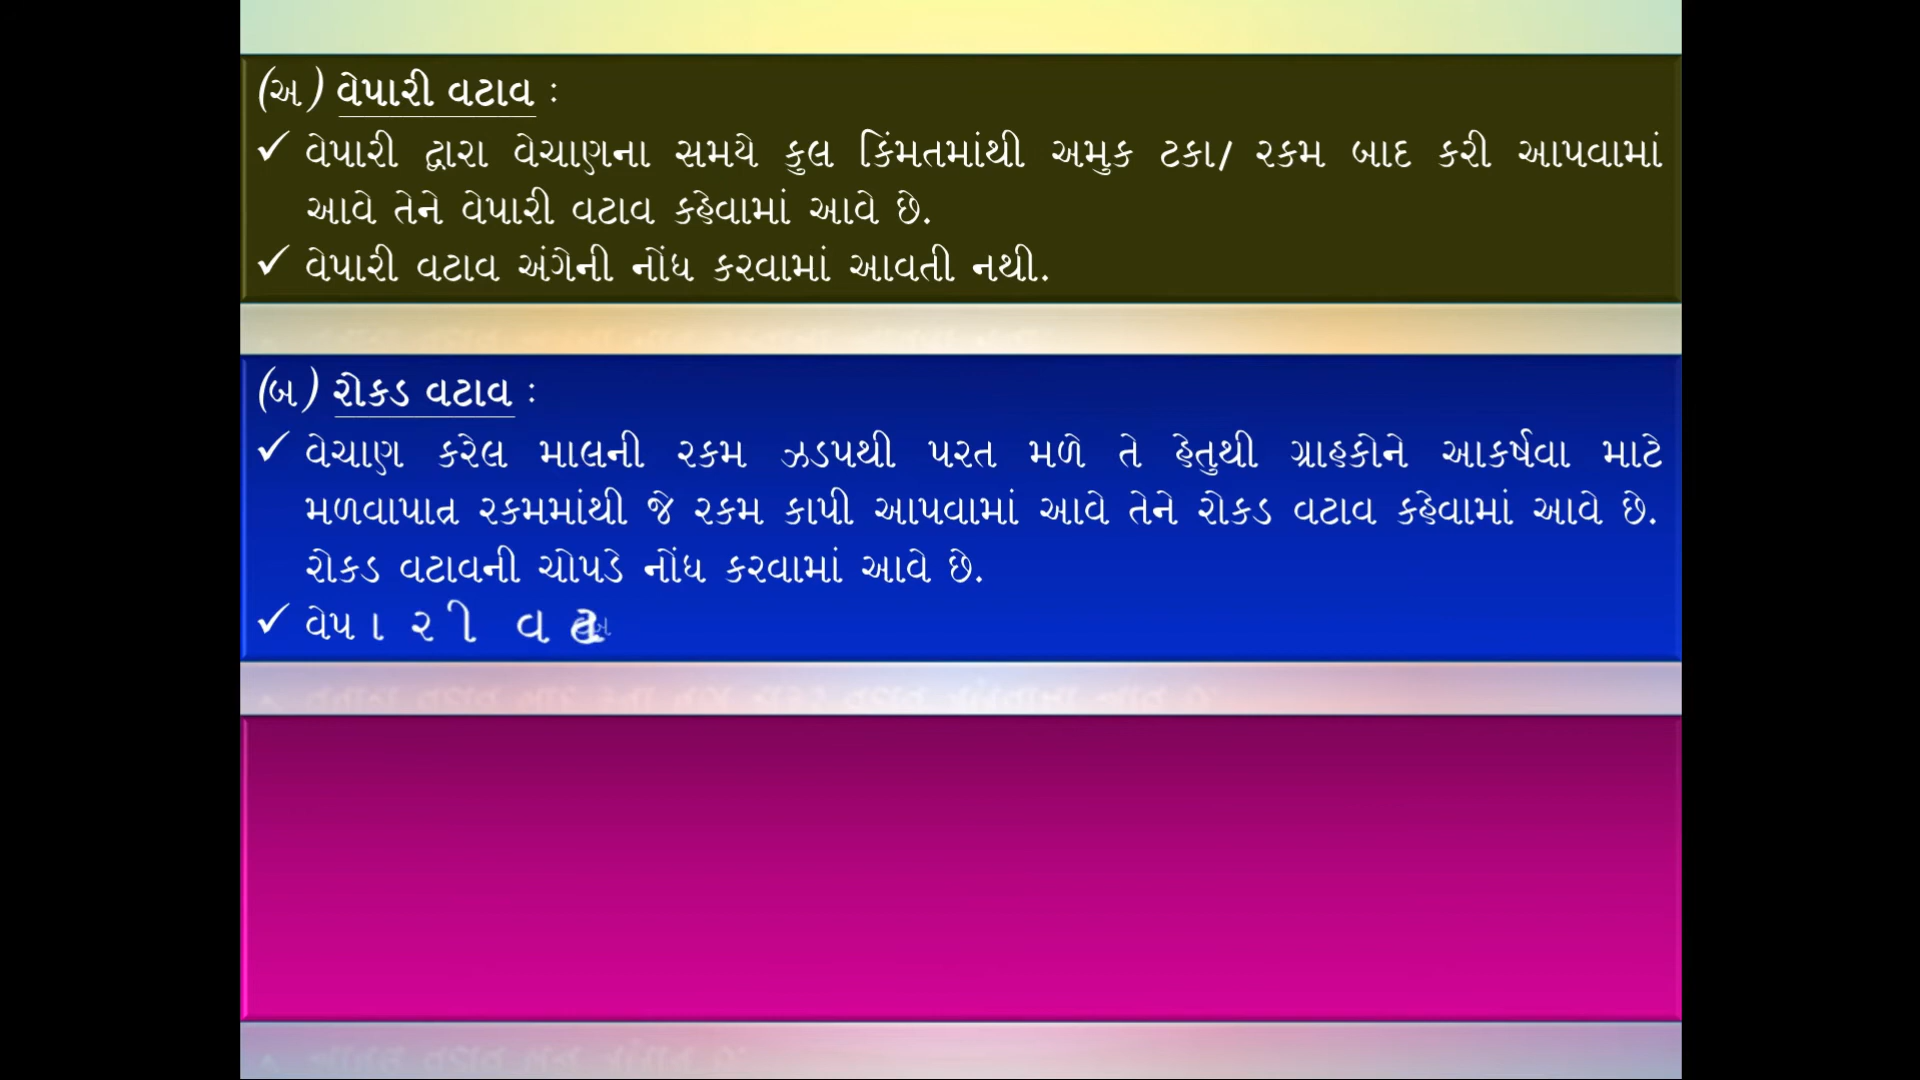 (અ) વેપારી વટાવ :
✓ વેપારી દ્વારા વેચાણના સમયે કુલ કિંમતમાંથી અમુક ટકા/ રકમ બાદ કરી આપવામાં
આવે તેને વેપારી વટાવ કહેવામાં આવે છે.
✓ વેપારી વટાવ અંગેની નોંધ કરવામાં આવતી નથી.
(બ) રોકડ વટાવ :
✓ વેચાણ કરેલ માલની રકમ ઝડપથી પરત મળે તે હેતુથી ગ્રાહકોને આકર્ષવા માટે
મળવાપાત્ર રકમમાંથી જે રકમ કાપી આપવામાં આવે તેને રોકડ વટાવ કહેવામાં આવે છે.
રોકડ વટાવની ચોપડે નોંધ કરવામાં આવે છે.
✓ વેપારી